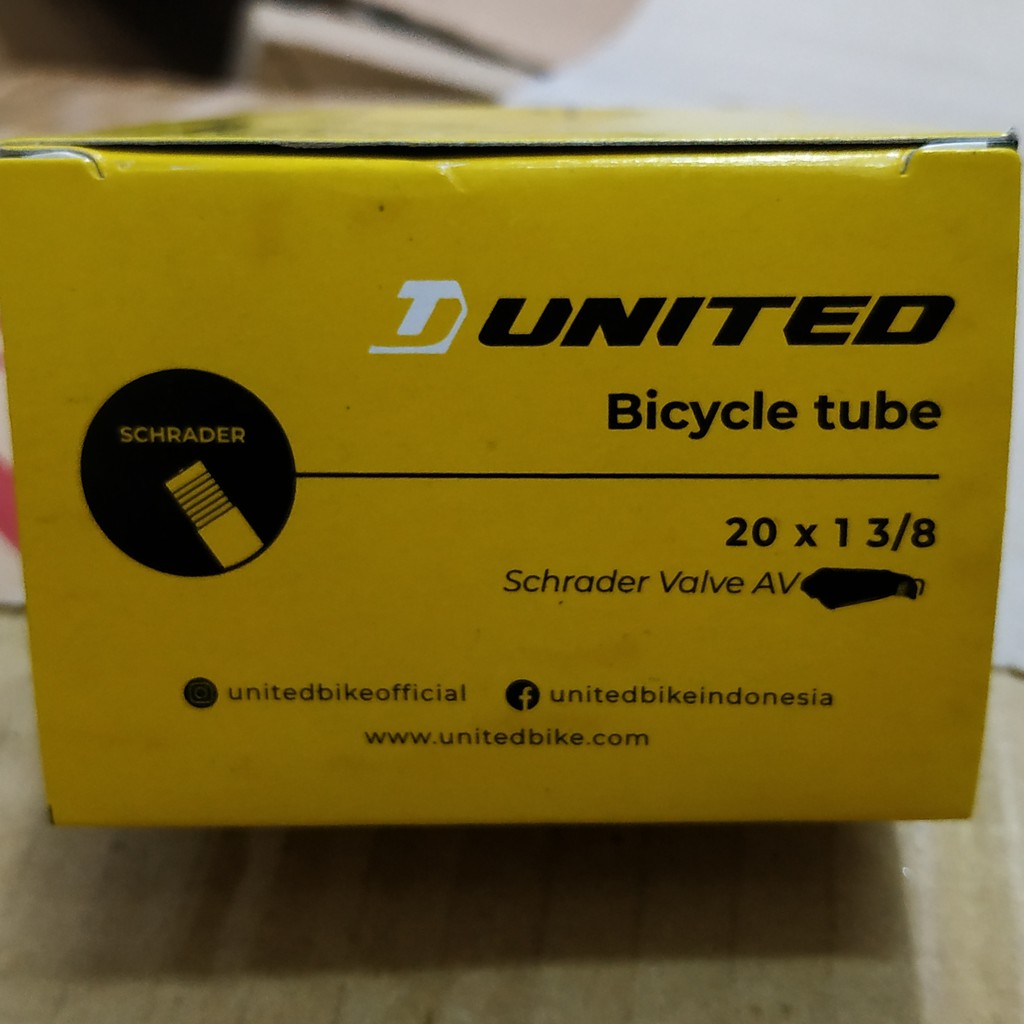 UNITED
Bicycle tube
SCHRADER
20 x 1 3/8
Schrader Valve AV
unitedbikeofficial unitedbikeindonesia
www.unitedbike.com